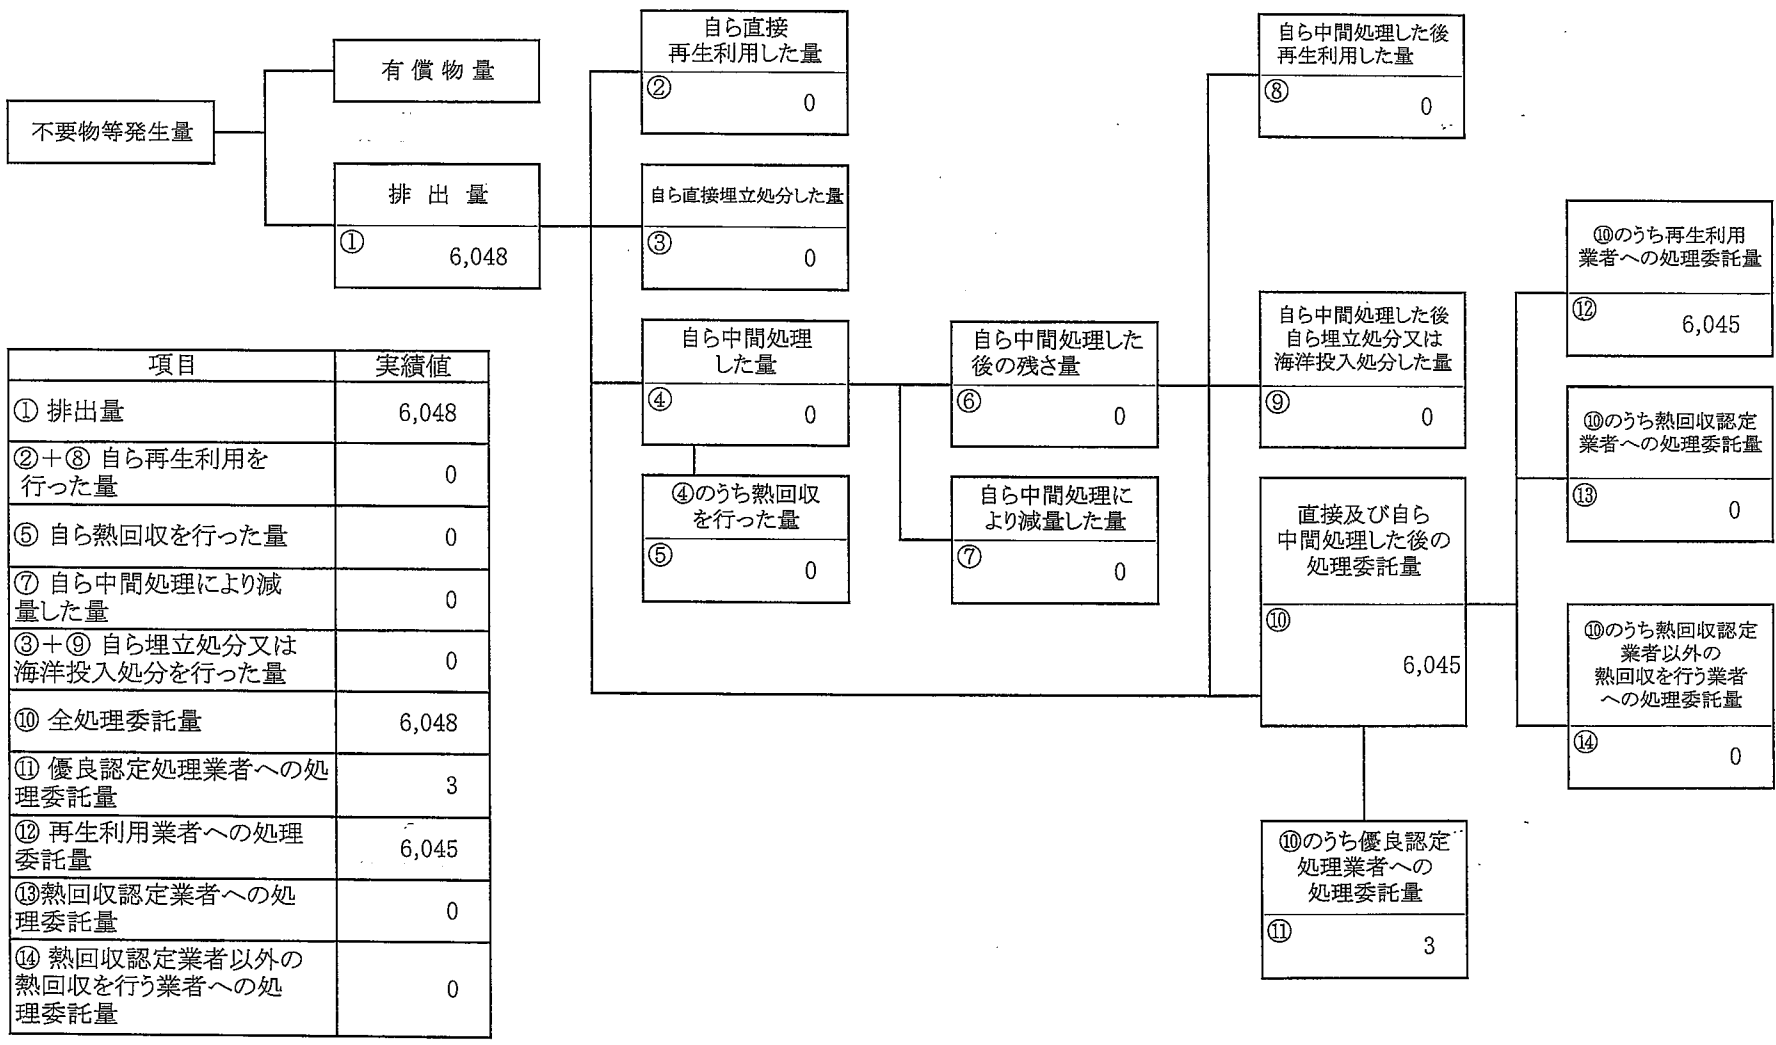 不要物等発生量
有償物量
排出量
①
6,048
自ら直接
再生利用した量
②
0
自ら直接埋立処分した量
③
0
自ら中間処理
した量
④
0
④のうち熱回収
を行った量
⑤
0
自ら中間処理した
後の残さ量
⑥
0
自ら中間処理に
より減量した量
⑦
0
自ら中間処理した後
再生利用した量
⑧
0
自ら中間処理した後
自ら埋立処分又は
海洋投入処分した量
⑨
0
直接及び自ら
中間処理した後の
処理委託量
⑩
6,045
⑩のうち優良認定
処理業者への
処理委託量
⑪
3
⑩のうち再生利用
業者への処理委託量
⑫
6,045
⑩のうち熱回収認定
業者への処理委託量
⑬
0
⑩のうち熱回収認定
業者以外の
熱回収を行う業者
への処理委託量
⑭
0
項目 実績値
① 排出量 6,048
②+⑧ 自ら再生利用を
行った量 0
⑤ 自ら熱回収を行った量 0
⑦ 自ら中間処理により減
量した量 0
③+⑨ 自ら埋立処分又は
海洋投入処分を行った量 0
⑩ 全処理委託量 6,048
⑪ 優良認定処理業者への処
理委託量 3
⑫ 再生利用業者への処理
委託量 6,045
⑬熱回収認定業者への処
理委託量 0
⑭ 熱回収認定業者以外の
熱回収を行う業者への処
理委託量 0